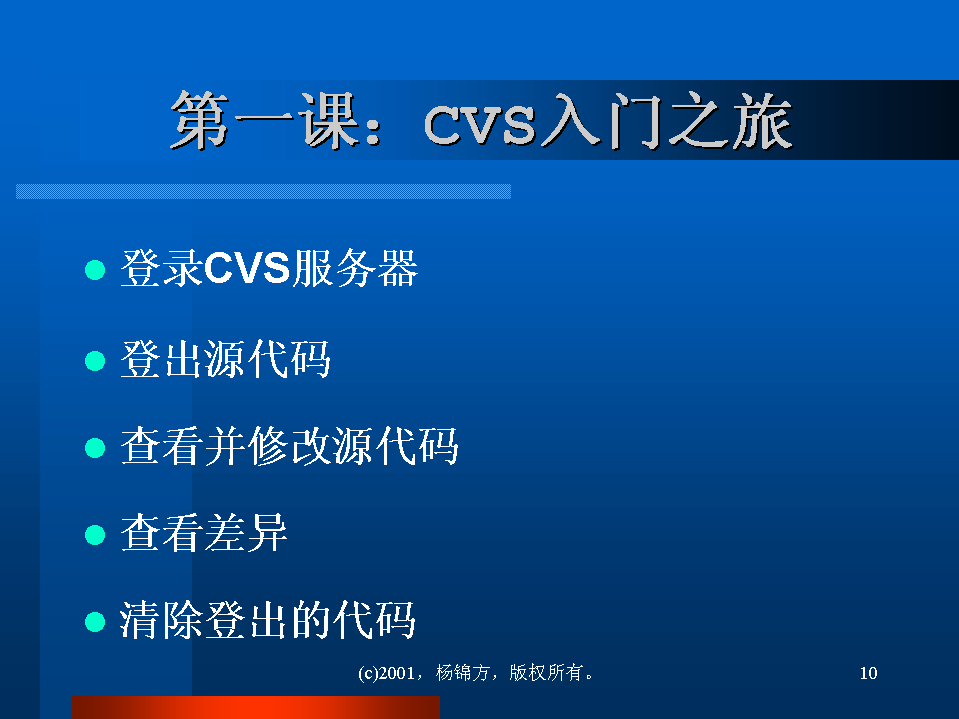 第一课：CVS入门之旅
登录CVS服务器
登出源代码
查看并修改源代码
查看差异
清除登出的代码
(c)2001，杨锦方，版权所有。
10